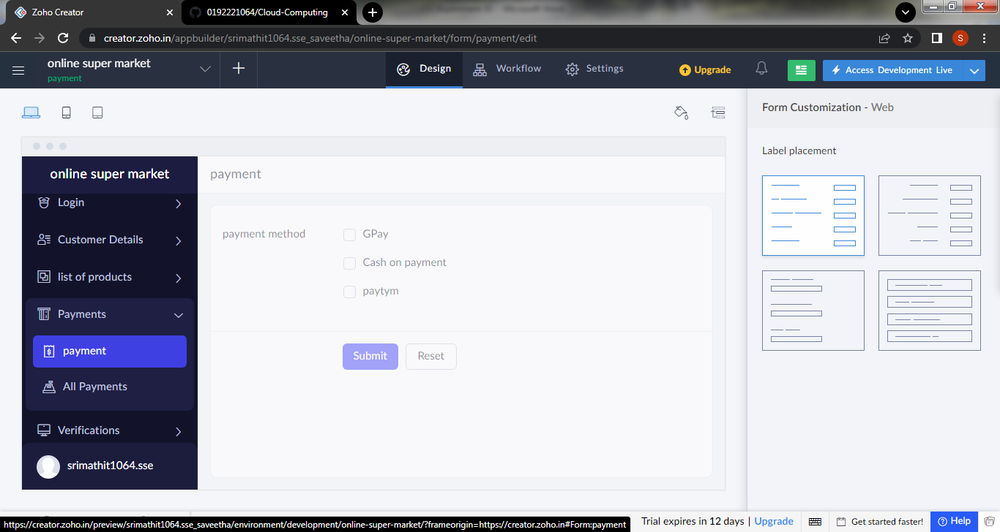 Zoho Creator
0192221064/Cloud-Computing
creator.zoho.in/appbuilder/srimathit1064.sse_saveetha/online-super-market/form/payment/edit
S
online super market
payment
Design
Workflow
Settings
Upgrade
Access Development Live
Form Customization - Web
Label placement
online super market
Login
Customer Details
list of products
Payments
payment
All Payments
Verifications
srimathit1064.sse
payment
payment method
GPay
Cash on payment
paytym
Submit
Reset
https://creator.zoho.in/preview/srimathit1064.sse_saveetha/environment/development/online-super-market/?frameorigin=https://creator.zoho.in#Form:payment
Trial expires in 12 days | Upgrade
Get started faster!
Help